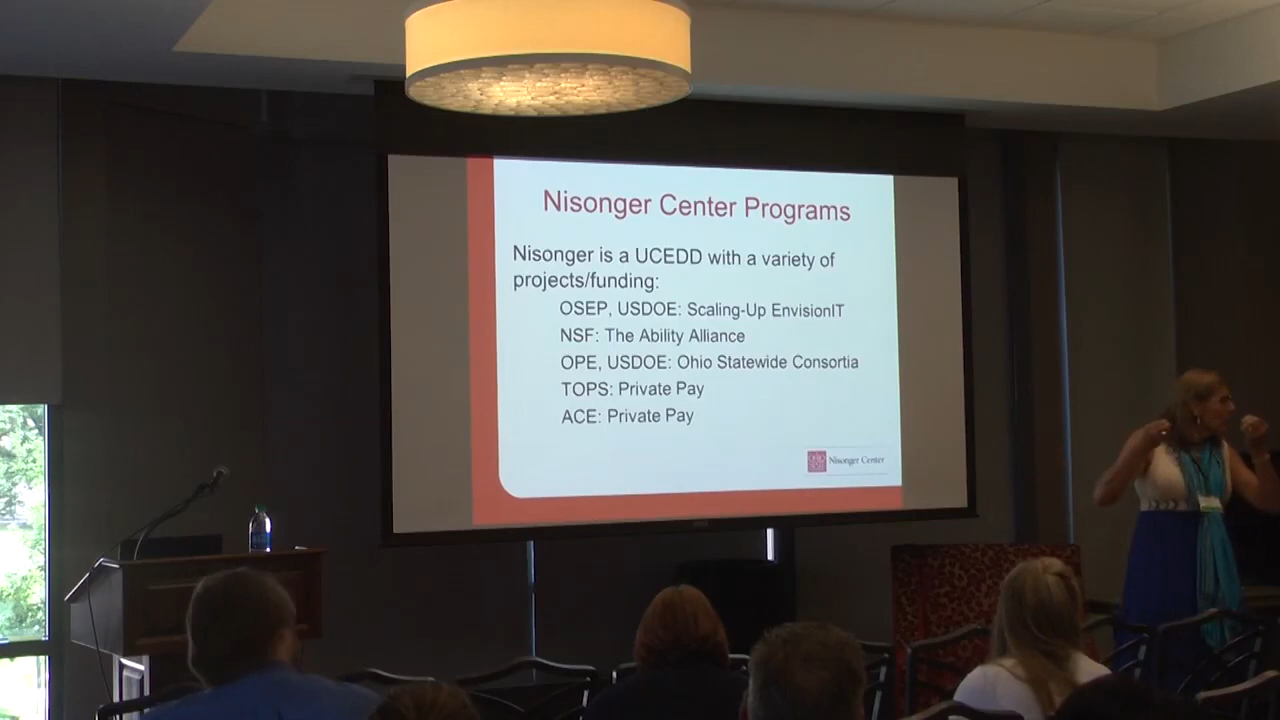 Nisonger Center Programs
Nisonger is a UCEDD with a variety of
projects/funding:
OSEP, USDOE: Scaling-Up EnvisionIT
NSF: The Ability Alliance
OPE, USDOE: Ohio Statewide Consortia
TOPS: Private Pay
ACE: Private Pay
Nisonger Center